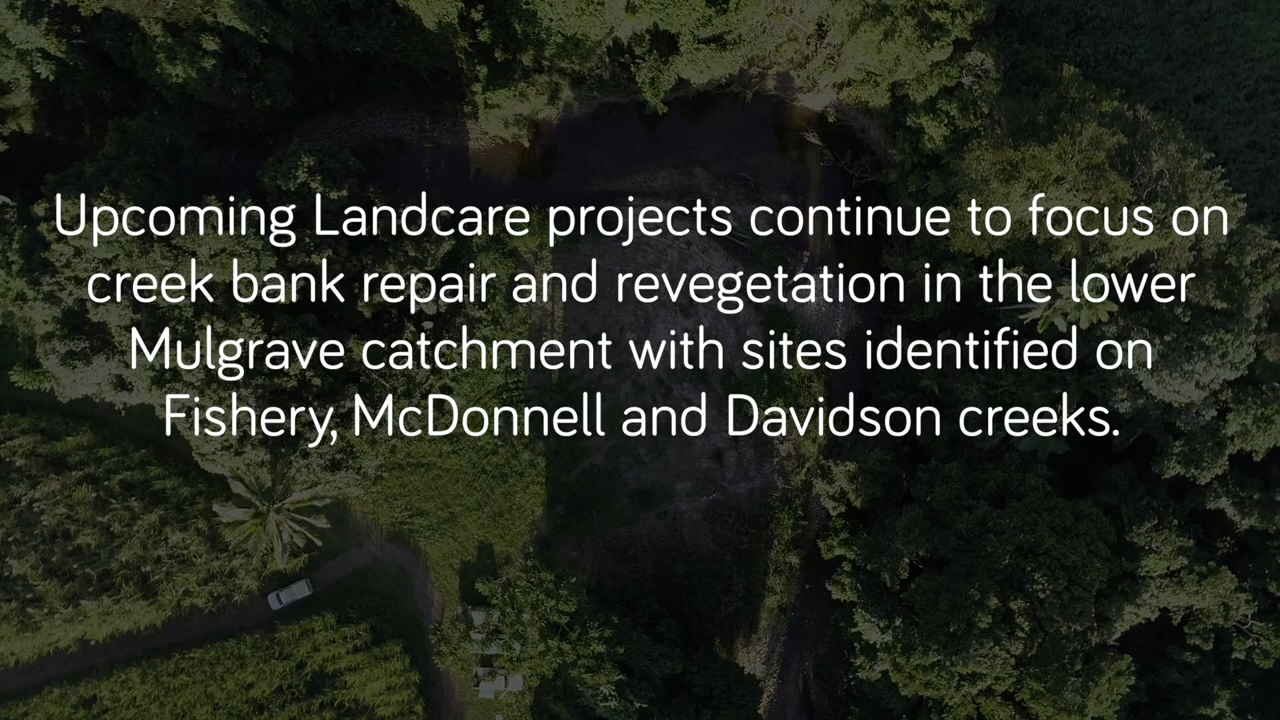 Upcoming Landcare projects continue to focus on
creek bank repair and revegetation in the lower
Mulgrave catchment with sites identified on
Fishery, McDonnell and Davidson creeks.